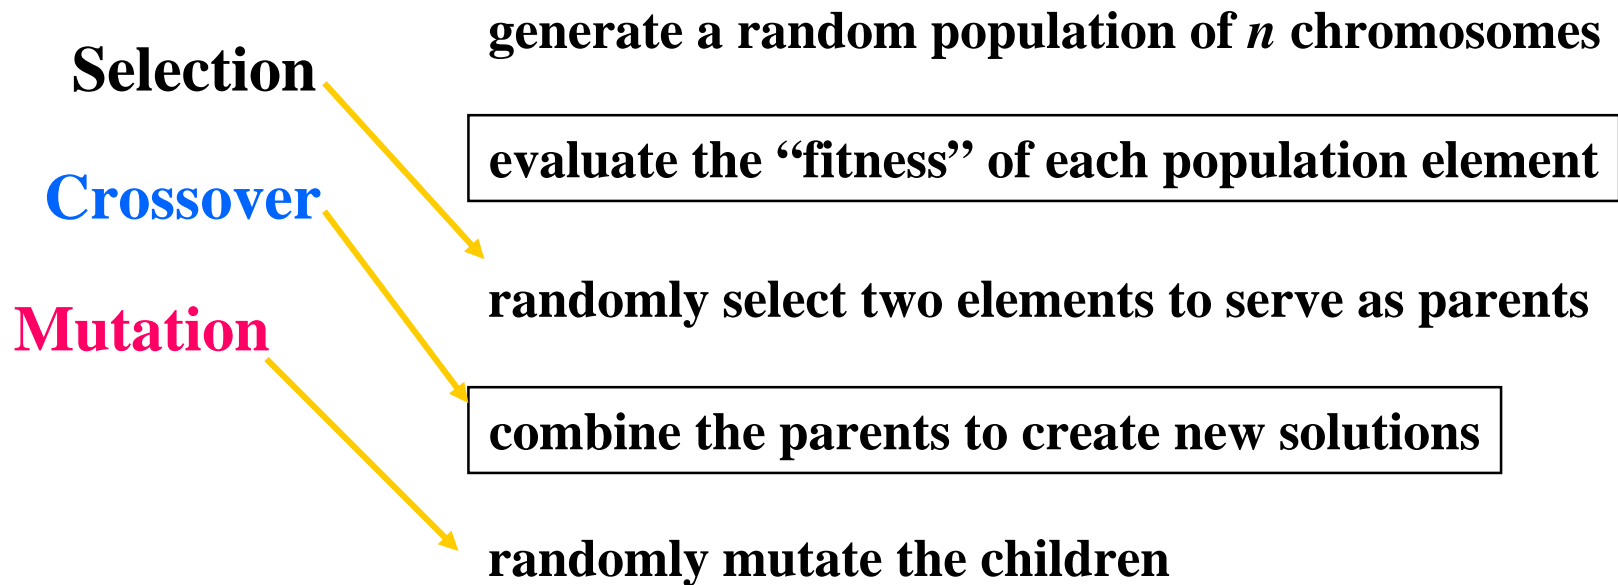 Selection
Crossover
Mutation
generate a random population of n chromosomes
evaluate the “fitness” of each population element
randomly select two elements to serve as parents
combine the parents to create new solutions
randomly mutate the children